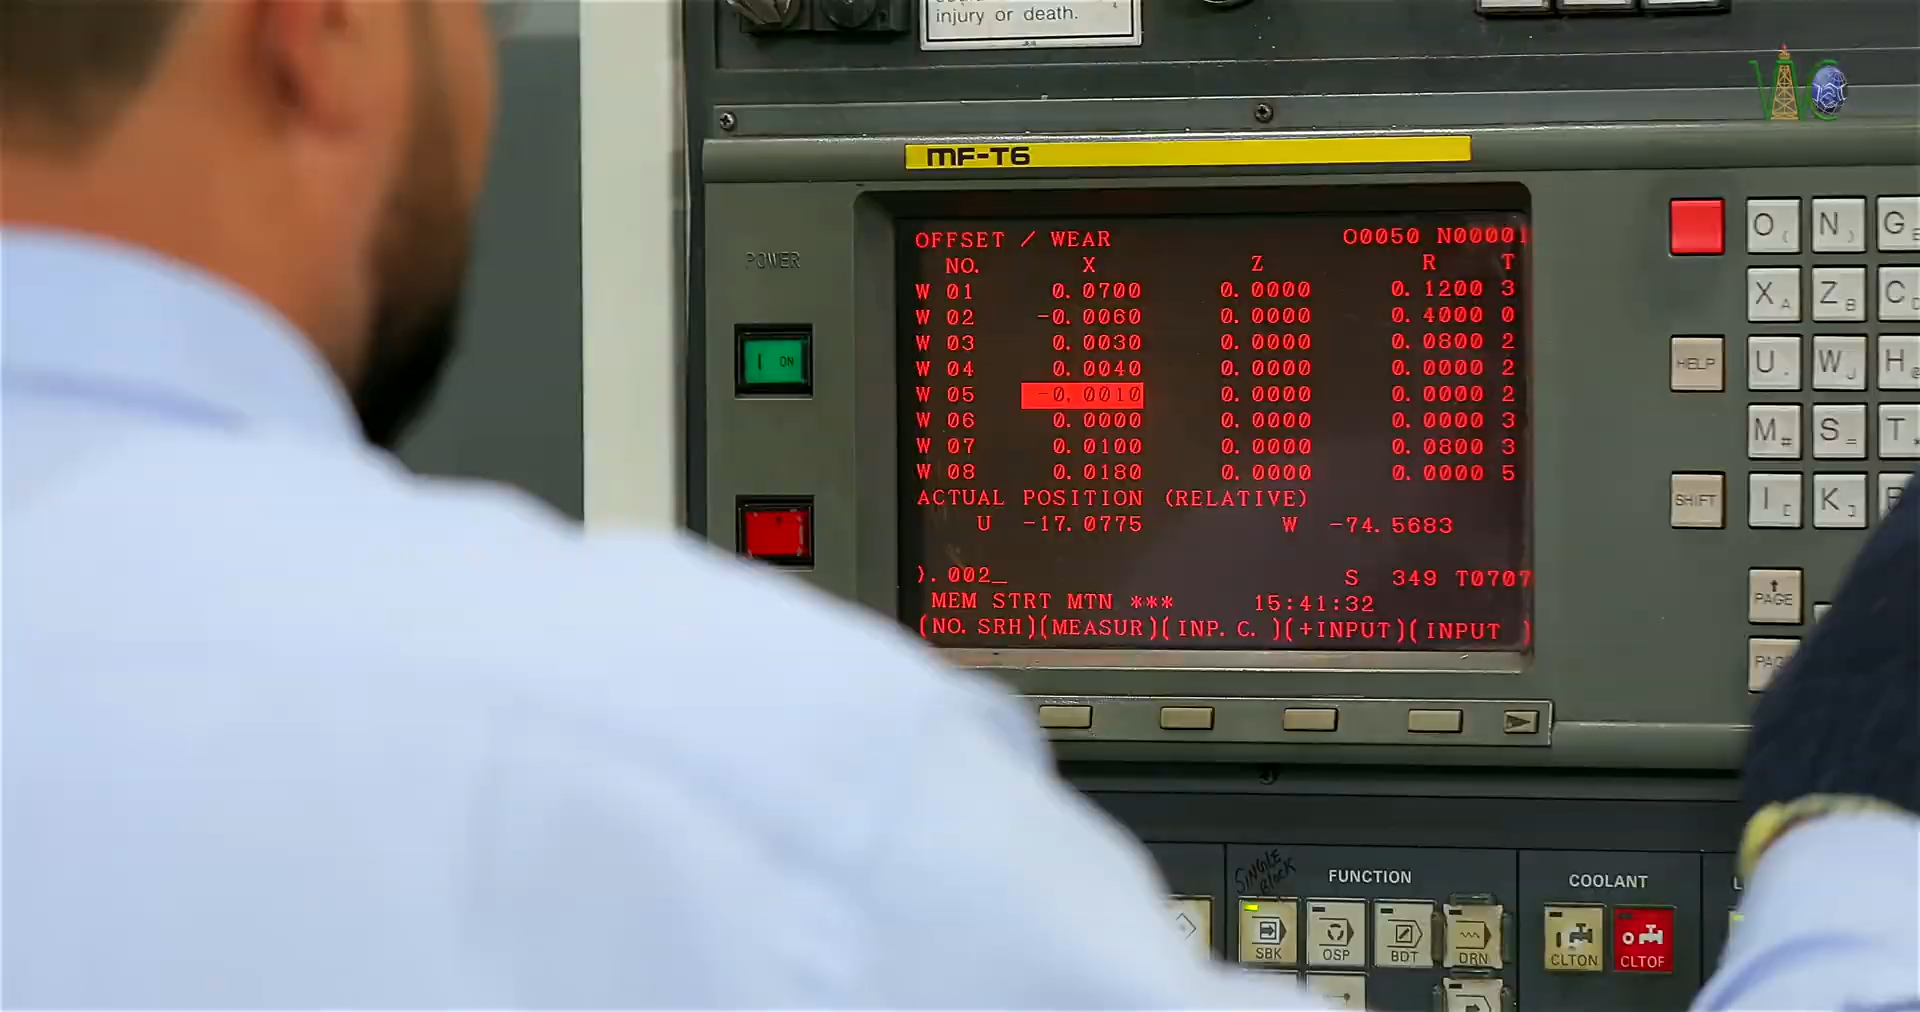 injury or death.
MF-T6
POWER
ON
OFFSET / WEAR O0050 N00001
NO. X Z R T
W 01 0.0700 0.0000 0.1200 3
W 02 -0.0060 0.0000 0.4000 0
W 03 0.0030 0.0000 0.0800 2
W 04 0.0040 0.0000 0.0000 2
W 05 -0.0010 0.0000 0.0000 2
W 06 0.0000 0.0000 0.0000 3
W 07 0.0100 0.0000 0.0800 3
W 08 0.0180 0.0000 0.0000 5
ACTUAL POSITION (RELATIVE)
U -17.0775 W -74.5683
).002_ S 349 T0707
MEM STRT MTN *** 15:41:32
(NO.SRH)(MEASUR)(INP.C.)(+INPUT)(INPUT )
O ( N ) G
X A Z B C
HELP U W J H
M # S = T
SHIFT I K
PAGE
PAG
SINGLE
BLOCK
FUNCTION
COOLANT
SBK OSP BDT DRN
CLTON CLTOF